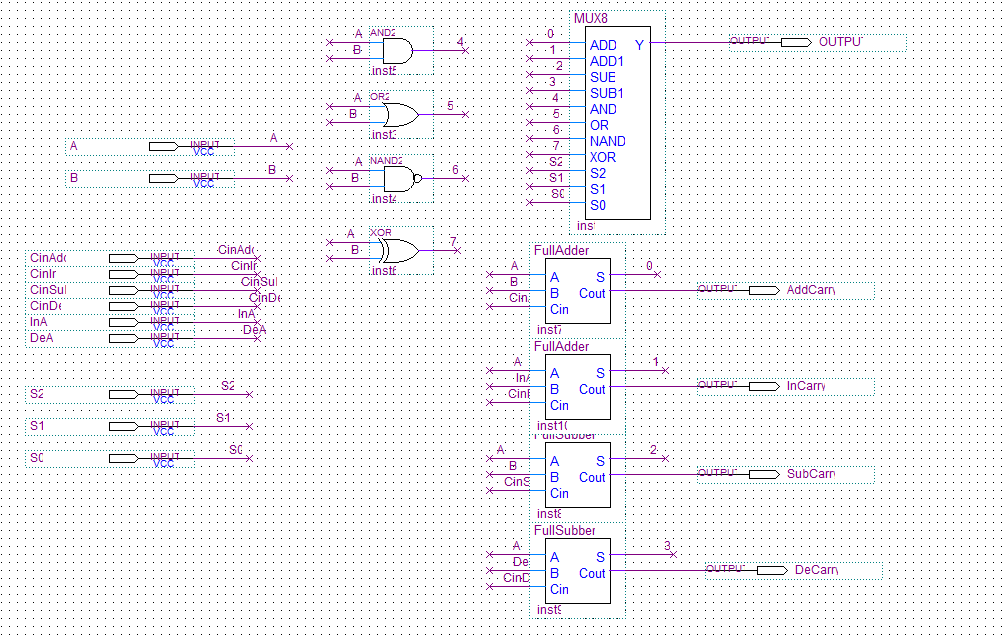 MUX8
A AND2
B
4
inst
0
1
2
3
4
5
6
7
S2
S1
S0
ADD Y
ADD1
SUE
SUB1
AND
OR
NAND
XOR
S2
S1
S0
inst
OUTPUT OUTPUT
A OR2
B
5
inst
A INPUT A
VCC
B INPUT B
VCC
A NAND2
B
6
inst4
A XOR
B
7
inst6
CinAdd INPUT CinAdd
VCC
CinIn INPUT CinIn
VCC
CinSub INPUT CinSub
VCC
CinDe INPUT CinDe
VCC
InA INPUT InA
VCC
DeA INPUT DeA
VCC
S2 INPUT S2
VCC
S1 INPUT S1
VCC
S0 INPUT S0
VCC
FullAdder
A A S 0
B B Cout OUTPUT AddCarry
Cin Cin
inst7
FullAdder
A A S 1
InA B Cout OUTPUT InCarry
CinI Cin
inst10
FullSubber
A A S 2
B B Cout OUTPUT SubCarry
CinS Cin
inst8
FullSubber
A A S 3
De B Cout OUTPUT DeCarry
CinD Cin
inst9